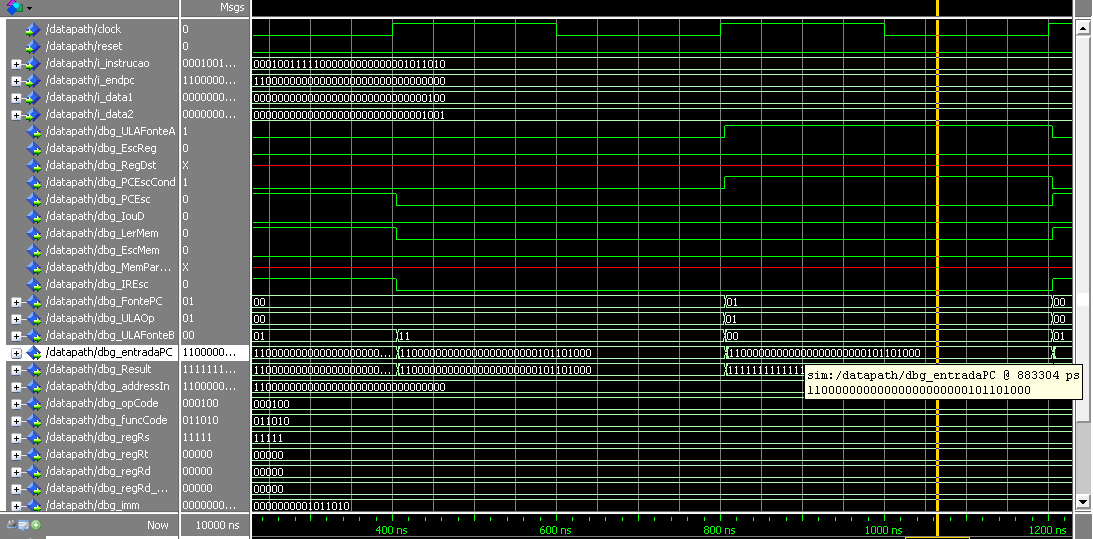 Msgs
/datapath/clock 0
/datapath/reset 0
/datapath/i_instrucao 0001001... 00010011111000000000000001011010
/datapath/i_endpc 1100000... 11000000000000000000000000000000
/datapath/i_data1 0000000... 00000000000000000000000000000100
/datapath/i_data2 0000000... 00000000000000000000000000001001
/datapath/dbg_ULAFonteA 1
/datapath/dbg_EscReg 0
/datapath/dbg_RegDst X
/datapath/dbg_PCEscCond 1
/datapath/dbg_PCEsc 0
/datapath/dbg_IouD 0
/datapath/dbg_LerMem 0
/datapath/dbg_EscMem 0
/datapath/dbg_MemPar... X
/datapath/dbg_IREsc 0
/datapath/dbg_FontePC 01 00 01 00
/datapath/dbg_ULAOp 01 00 01 00
/datapath/dbg_ULAFonteB 00 01 11 00 01
/datapath/dbg_entradaPC 1100000... 11000000000000000000000... 11000000000000000000000101101000 11000000000000000000000101101000
/datapath/dbg_Result 1111111... 11000000000000000000000... 11000000000000000000000101101000 1111111111111
/datapath/dbg_addressIn 1100000... 11000000000000000000000000000000
/datapath/dbg_opCode 000100 000100
/datapath/dbg_funcCode 011010 011010
/datapath/dbg_regRs 11111 11111
/datapath/dbg_regRt 00000 00000
/datapath/dbg_regRd 00000 00000
/datapath/dbg_regRd_... 00000 00000
/datapath/dbg_imm 0000000... 0000000001011010
sim:/datapath/dbg_entradaPC @ 883304 ps
11000000000000000000000101101000
Now 10000 ns 400 ns 600 ns 800 ns 1000 ns 1200 ns